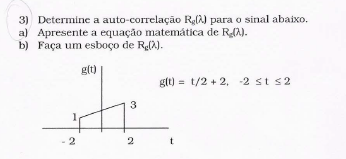 3) Determine a auto-correlação Rg(λ) para o sinal abaixo.
a) Apresente a equação matemática de Rg(λ).
b) Faça um esboço de Rg(λ).
g(t)
g(t) = t/2 + 2, -2 ≤ t ≤ 2
3
1
- 2 2 t